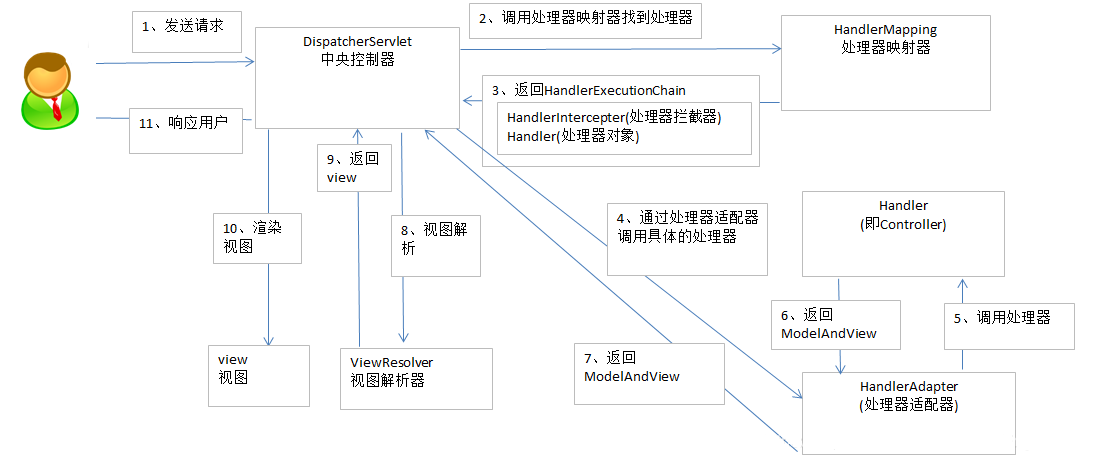 1、发送请求
DispatcherServlet
中央控制器
2、调用处理器映射器找到处理器
HandlerMapping
处理器映射器
3、返回HandlerExecutionChain
HandlerIntercepter(处理器拦截器)
Handler(处理器对象)
11、响应用户
9、返回
view
10、渲染
视图
8、视图解
析
4、通过处理器适配器
调用具体的处理器
Handler
(即Controller)
6、返回
ModelAndView
5、调用处理器
view
视图
ViewResolver
视图解析器
7、返回
ModelAndView
HandlerAdapter
(处理器适配器)